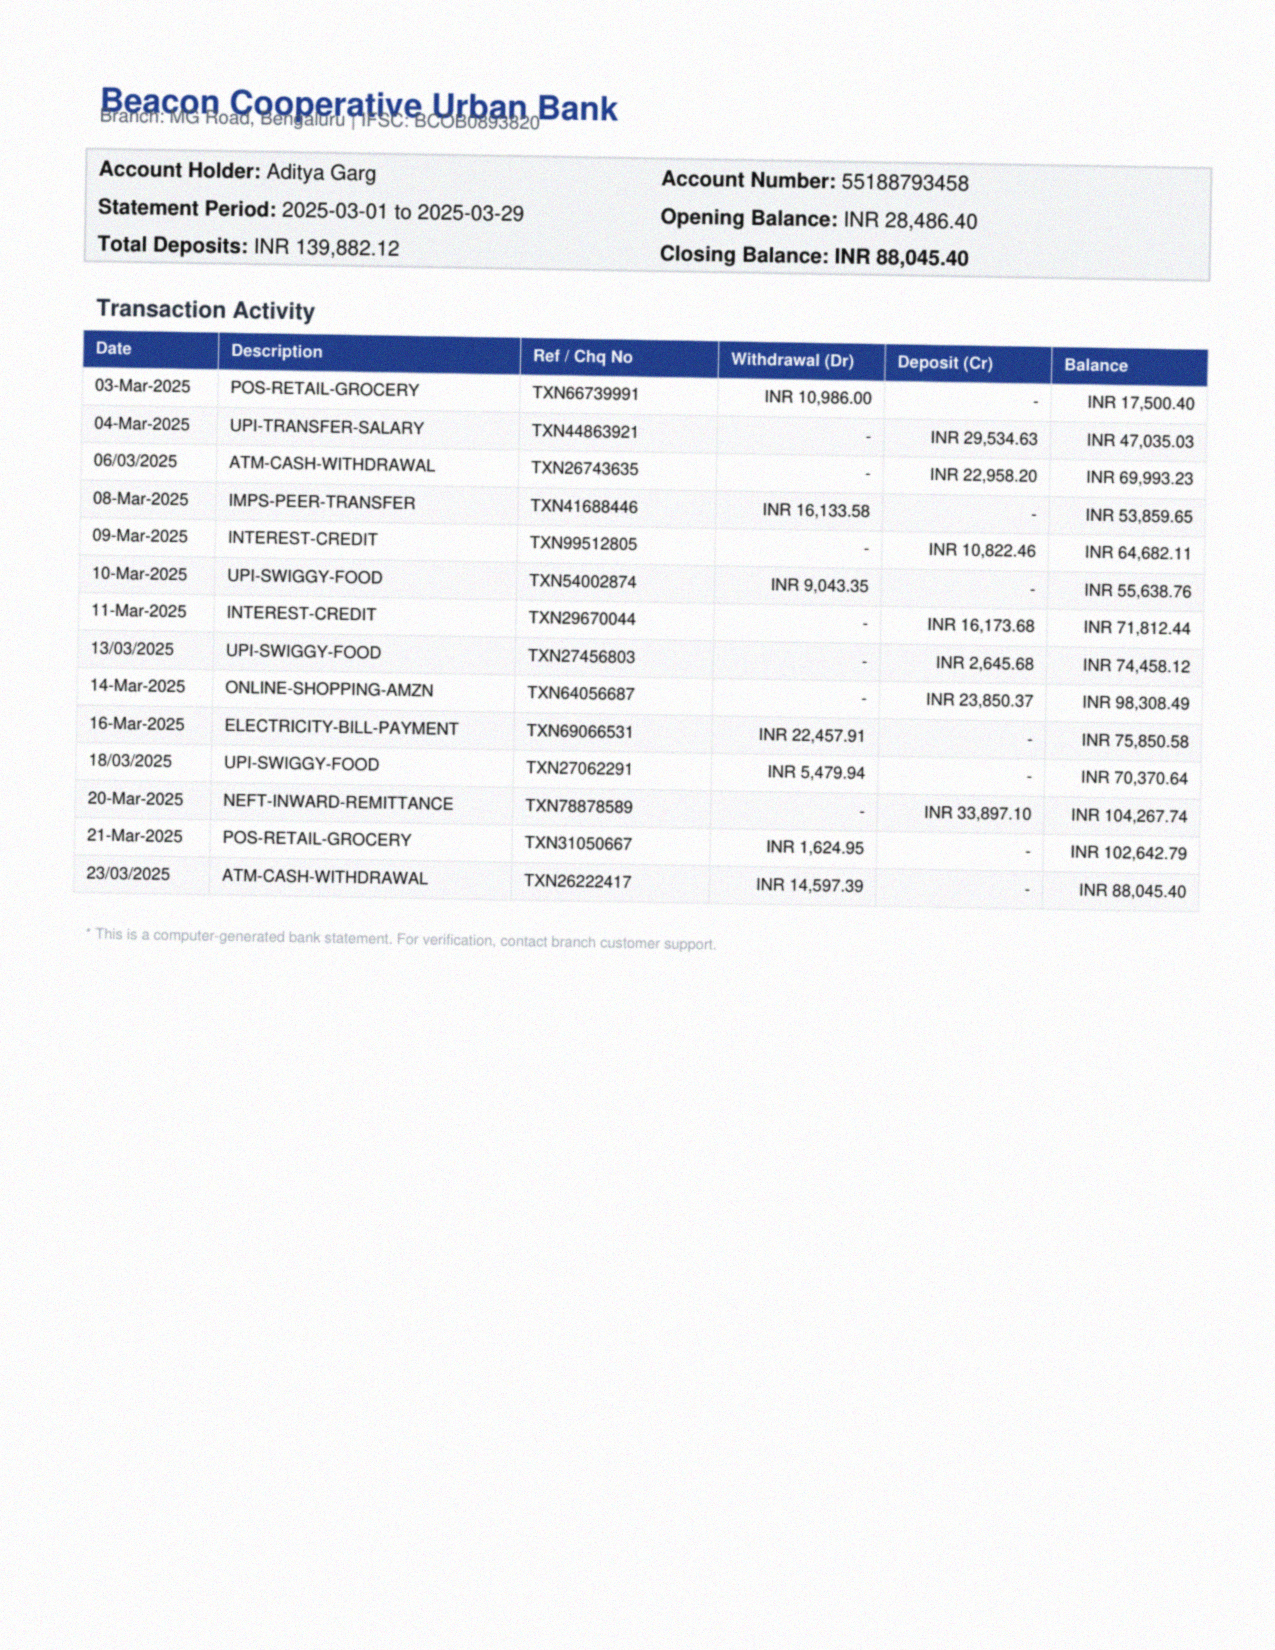 Beacon Cooperative Urban Bank
Branch: MG Road, Bengaluru | IFSC: BCOB0893820
Account Holder: Aditya Garg Account Number: 55188793458
Statement Period: 2025-03-01 to 2025-03-29 Opening Balance: INR 28,486.40
Total Deposits: INR 139,882.12 Closing Balance: INR 88,045.40
Transaction Activity
Date Description Ref / Chq No Withdrawal (Dr) Deposit (Cr) Balance
03-Mar-2025 POS-RETAIL-GROCERY TXN66739991 INR 10,986.00 - INR 17,500.40
04-Mar-2025 UPI-TRANSFER-SALARY TXN44863921 - INR 29,534.63 INR 47,035.03
06/03/2025 ATM-CASH-WITHDRAWAL TXN26743635 - INR 22,958.20 INR 69,993.23
08-Mar-2025 IMPS-PEER-TRANSFER TXN41688446 INR 16,133.58 - INR 53,859.65
09-Mar-2025 INTEREST-CREDIT TXN99512805 - INR 10,822.46 INR 64,682.11
10-Mar-2025 UPI-SWIGGY-FOOD TXN54002874 INR 9,043.35 - INR 55,638.76
11-Mar-2025 INTEREST-CREDIT TXN29670044 - INR 16,173.68 INR 71,812.44
13/03/2025 UPI-SWIGGY-FOOD TXN27456803 - INR 2,645.68 INR 74,458.12
14-Mar-2025 ONLINE-SHOPPING-AMZN TXN64056687 - INR 23,850.37 INR 98,308.49
16-Mar-2025 ELECTRICITY-BILL-PAYMENT TXN69066531 INR 22,457.91 - INR 75,850.58
18/03/2025 UPI-SWIGGY-FOOD TXN27062291 INR 5,479.94 - INR 70,370.64
20-Mar-2025 NEFT-INWARD-REMITTANCE TXN78878589 - INR 33,897.10 INR 104,267.74
21-Mar-2025 POS-RETAIL-GROCERY TXN31050667 INR 1,624.95 - INR 102,642.79
23/03/2025 ATM-CASH-WITHDRAWAL TXN26222417 INR 14,597.39 - INR 88,045.40
* This is a computer-generated bank statement. For verification, contact branch customer support.